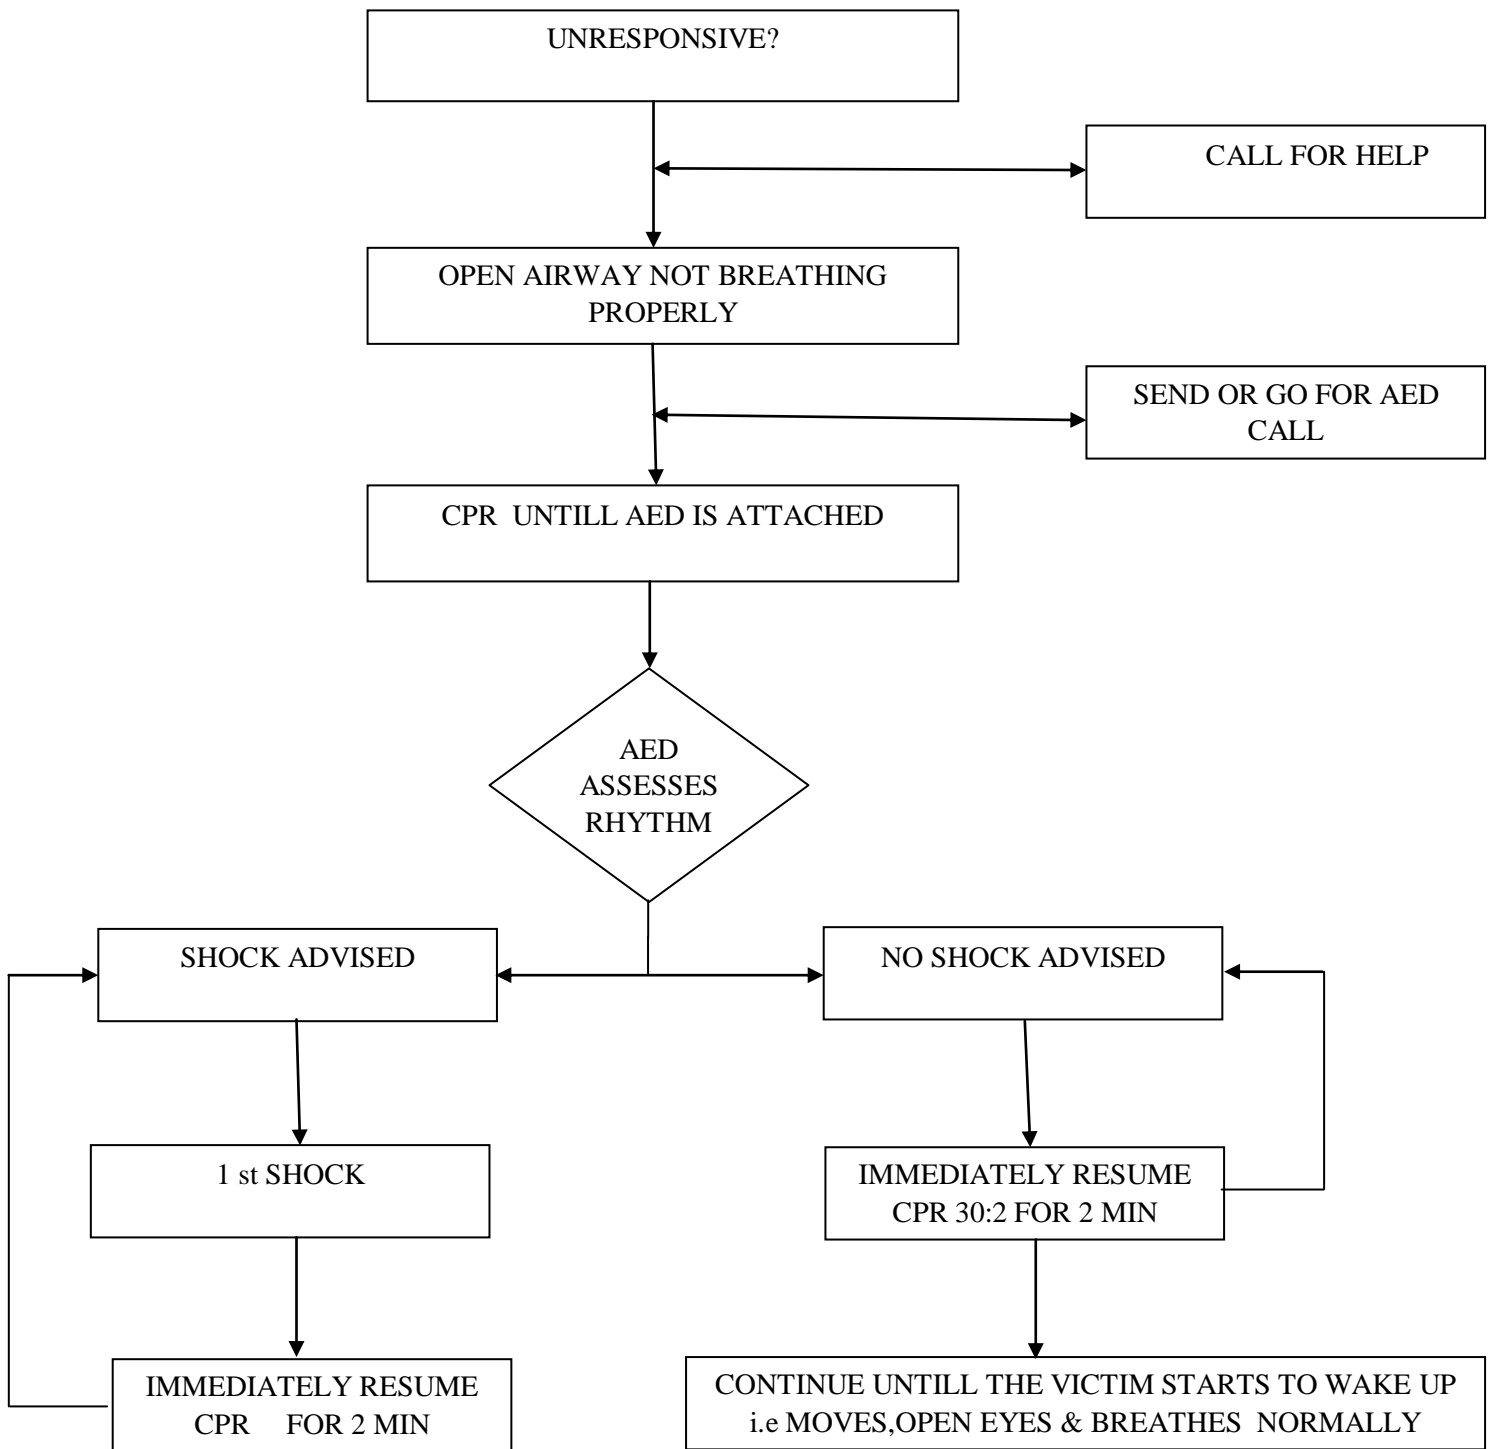 UNRESPONSIVE?
CALL FOR HELP
OPEN AIRWAY NOT BREATHING
PROPERLY
SEND OR GO FOR AED
CALL
CPR UNTILL AED IS ATTACHED
AED
ASSESSES
RHYTHM
SHOCK ADVISED
NO SHOCK ADVISED
1 st SHOCK
IMMEDIATELY RESUME
CPR 30:2 FOR 2 MIN
IMMEDIATELY RESUME
CPR FOR 2 MIN
CONTINUE UNTILL THE VICTIM STARTS TO WAKE UP
i.e MOVES,OPEN EYES & BREATHES NORMALLY